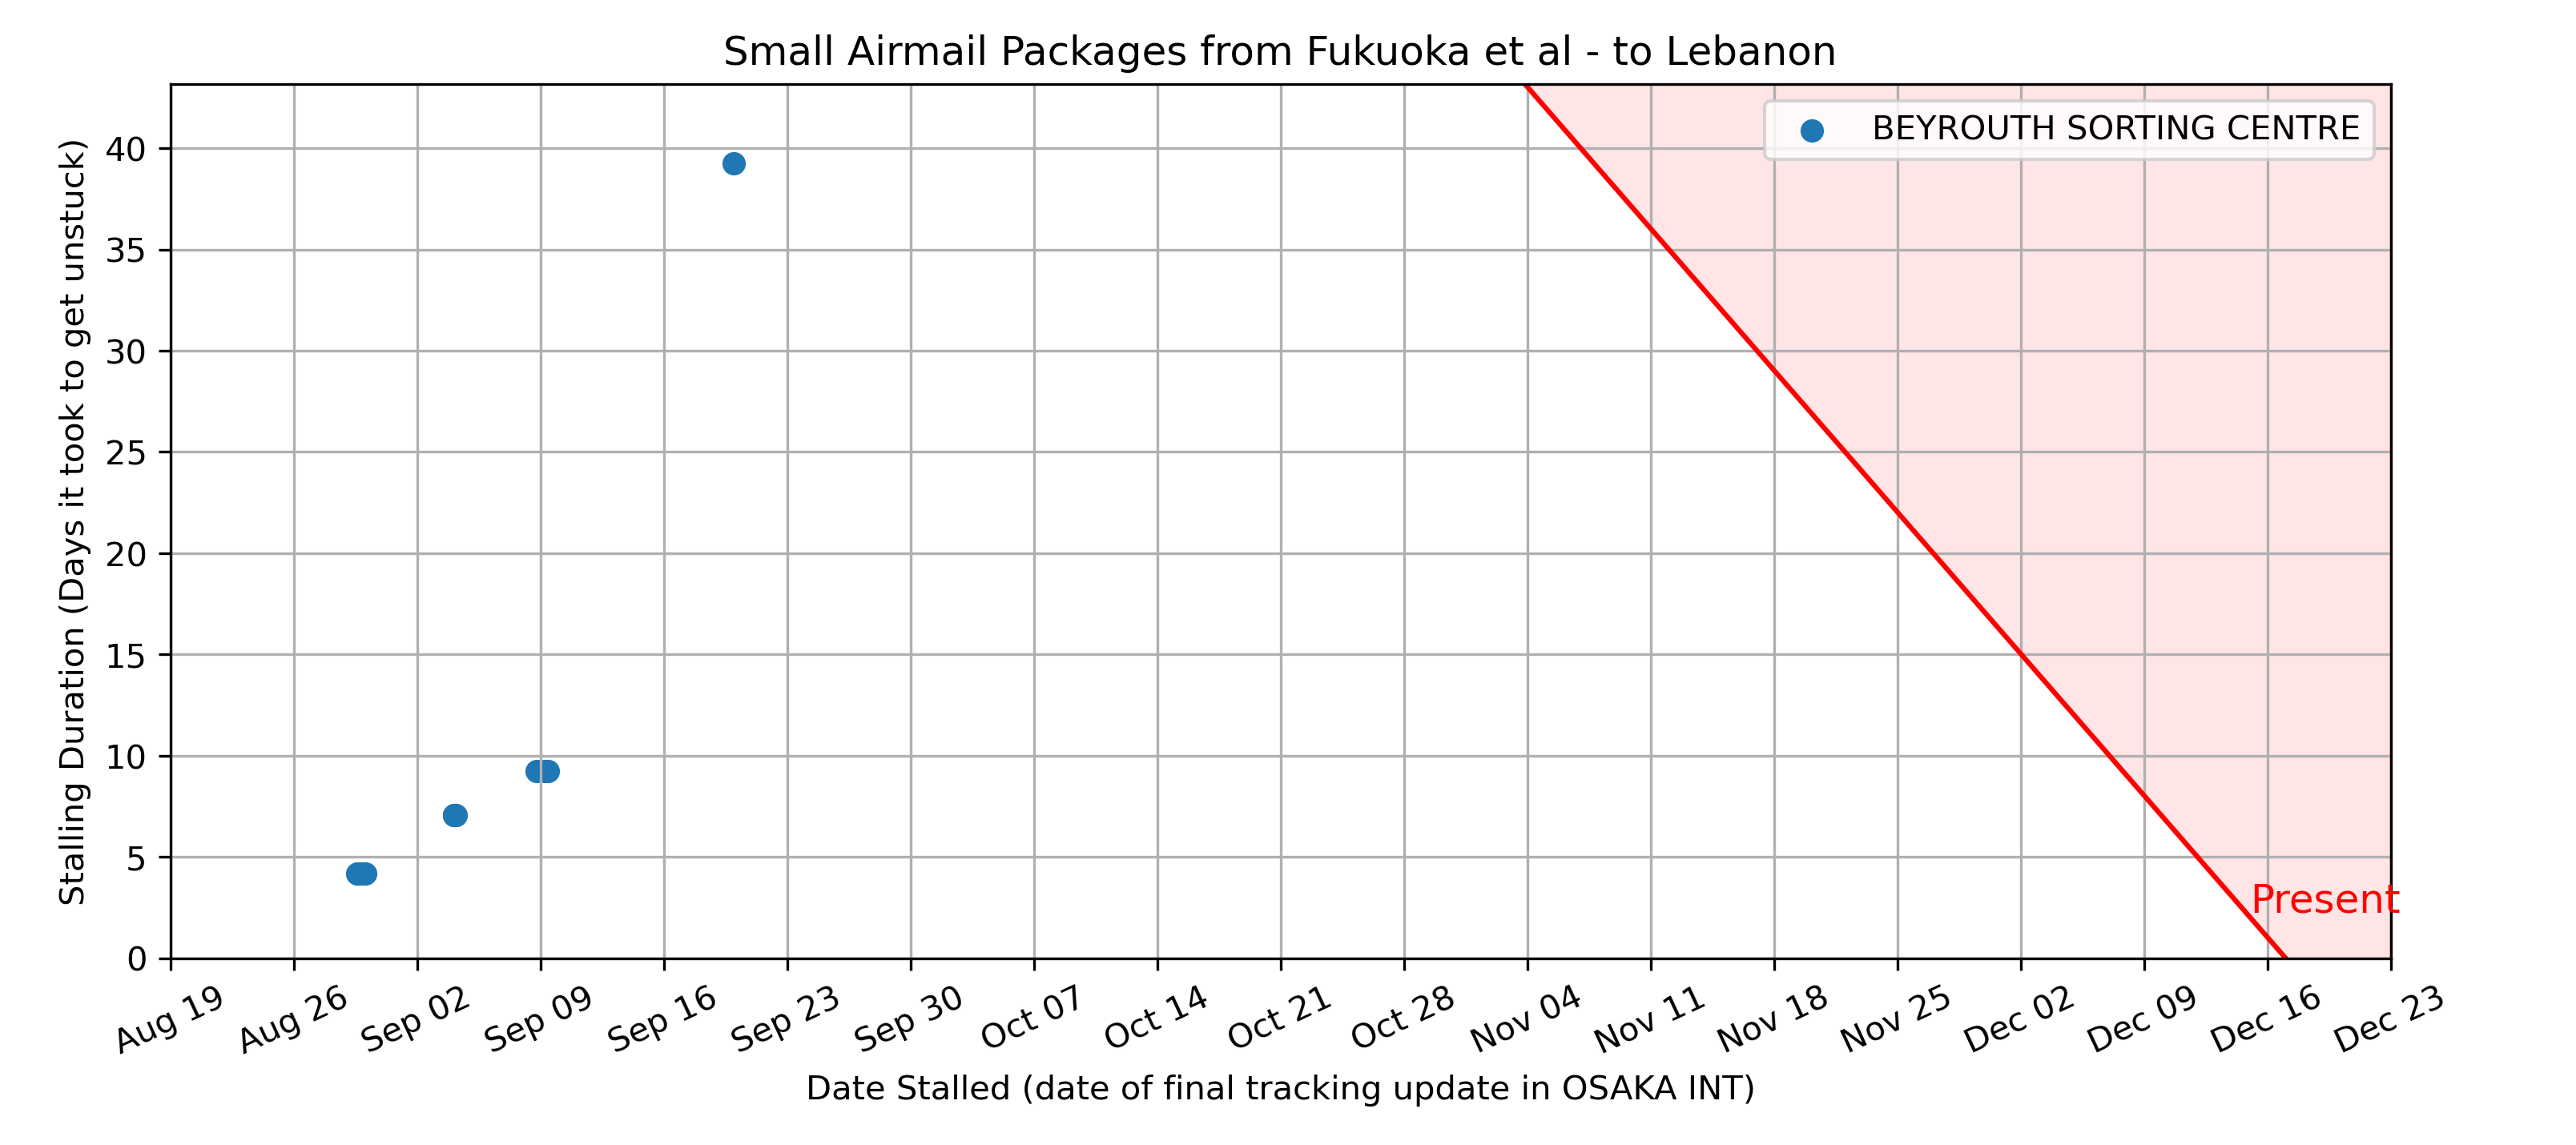 Small Airmail Packages from Fukuoka et al - to Lebanon
BEYROUTH SORTING CENTRE
Stalling Duration (Days it took to get unstuck)
40
35
30
25
20
15
10
5
0
Present
Aug 19
Aug 26
Sep 02
Sep 09
Sep 16
Sep 23
Sep 30
Oct 07
Oct 14
Oct 21
Oct 28
Nov 04
Nov 11
Nov 18
Nov 25
Dec 02
Dec 09
Dec 16
Dec 23
Date Stalled (date of final tracking update in OSAKA INT)